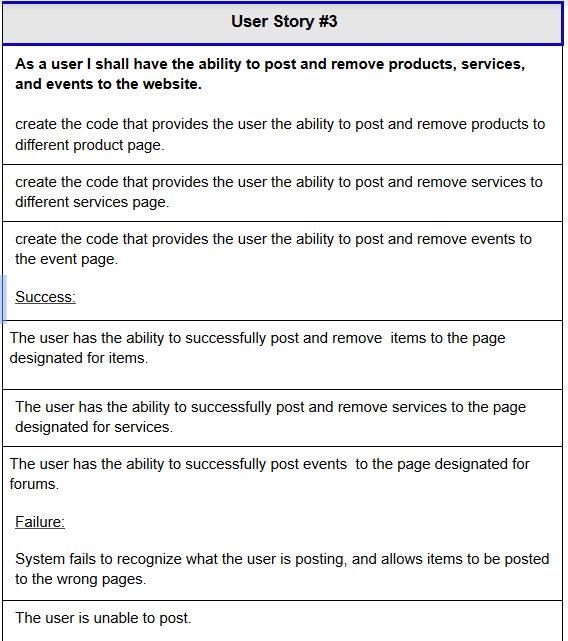 User Story #3
As a user I shall have the ability to post and remove products, services,
and events to the website.
create the code that provides the user the ability to post and remove products to
different product page.
create the code that provides the user the ability to post and remove services to
different services page.
create the code that provides the user the ability to post and remove events to
the event page.
Success:
The user has the ability to successfully post and remove  items to the page
designated for items.
The user has the ability to successfully post and remove services to the page
designated for services.
The user has the ability to successfully post events  to the page designated for
forums.
Failure:
System fails to recognize what the user is posting, and allows items to be posted
to the wrong pages.
The user is unable to post.